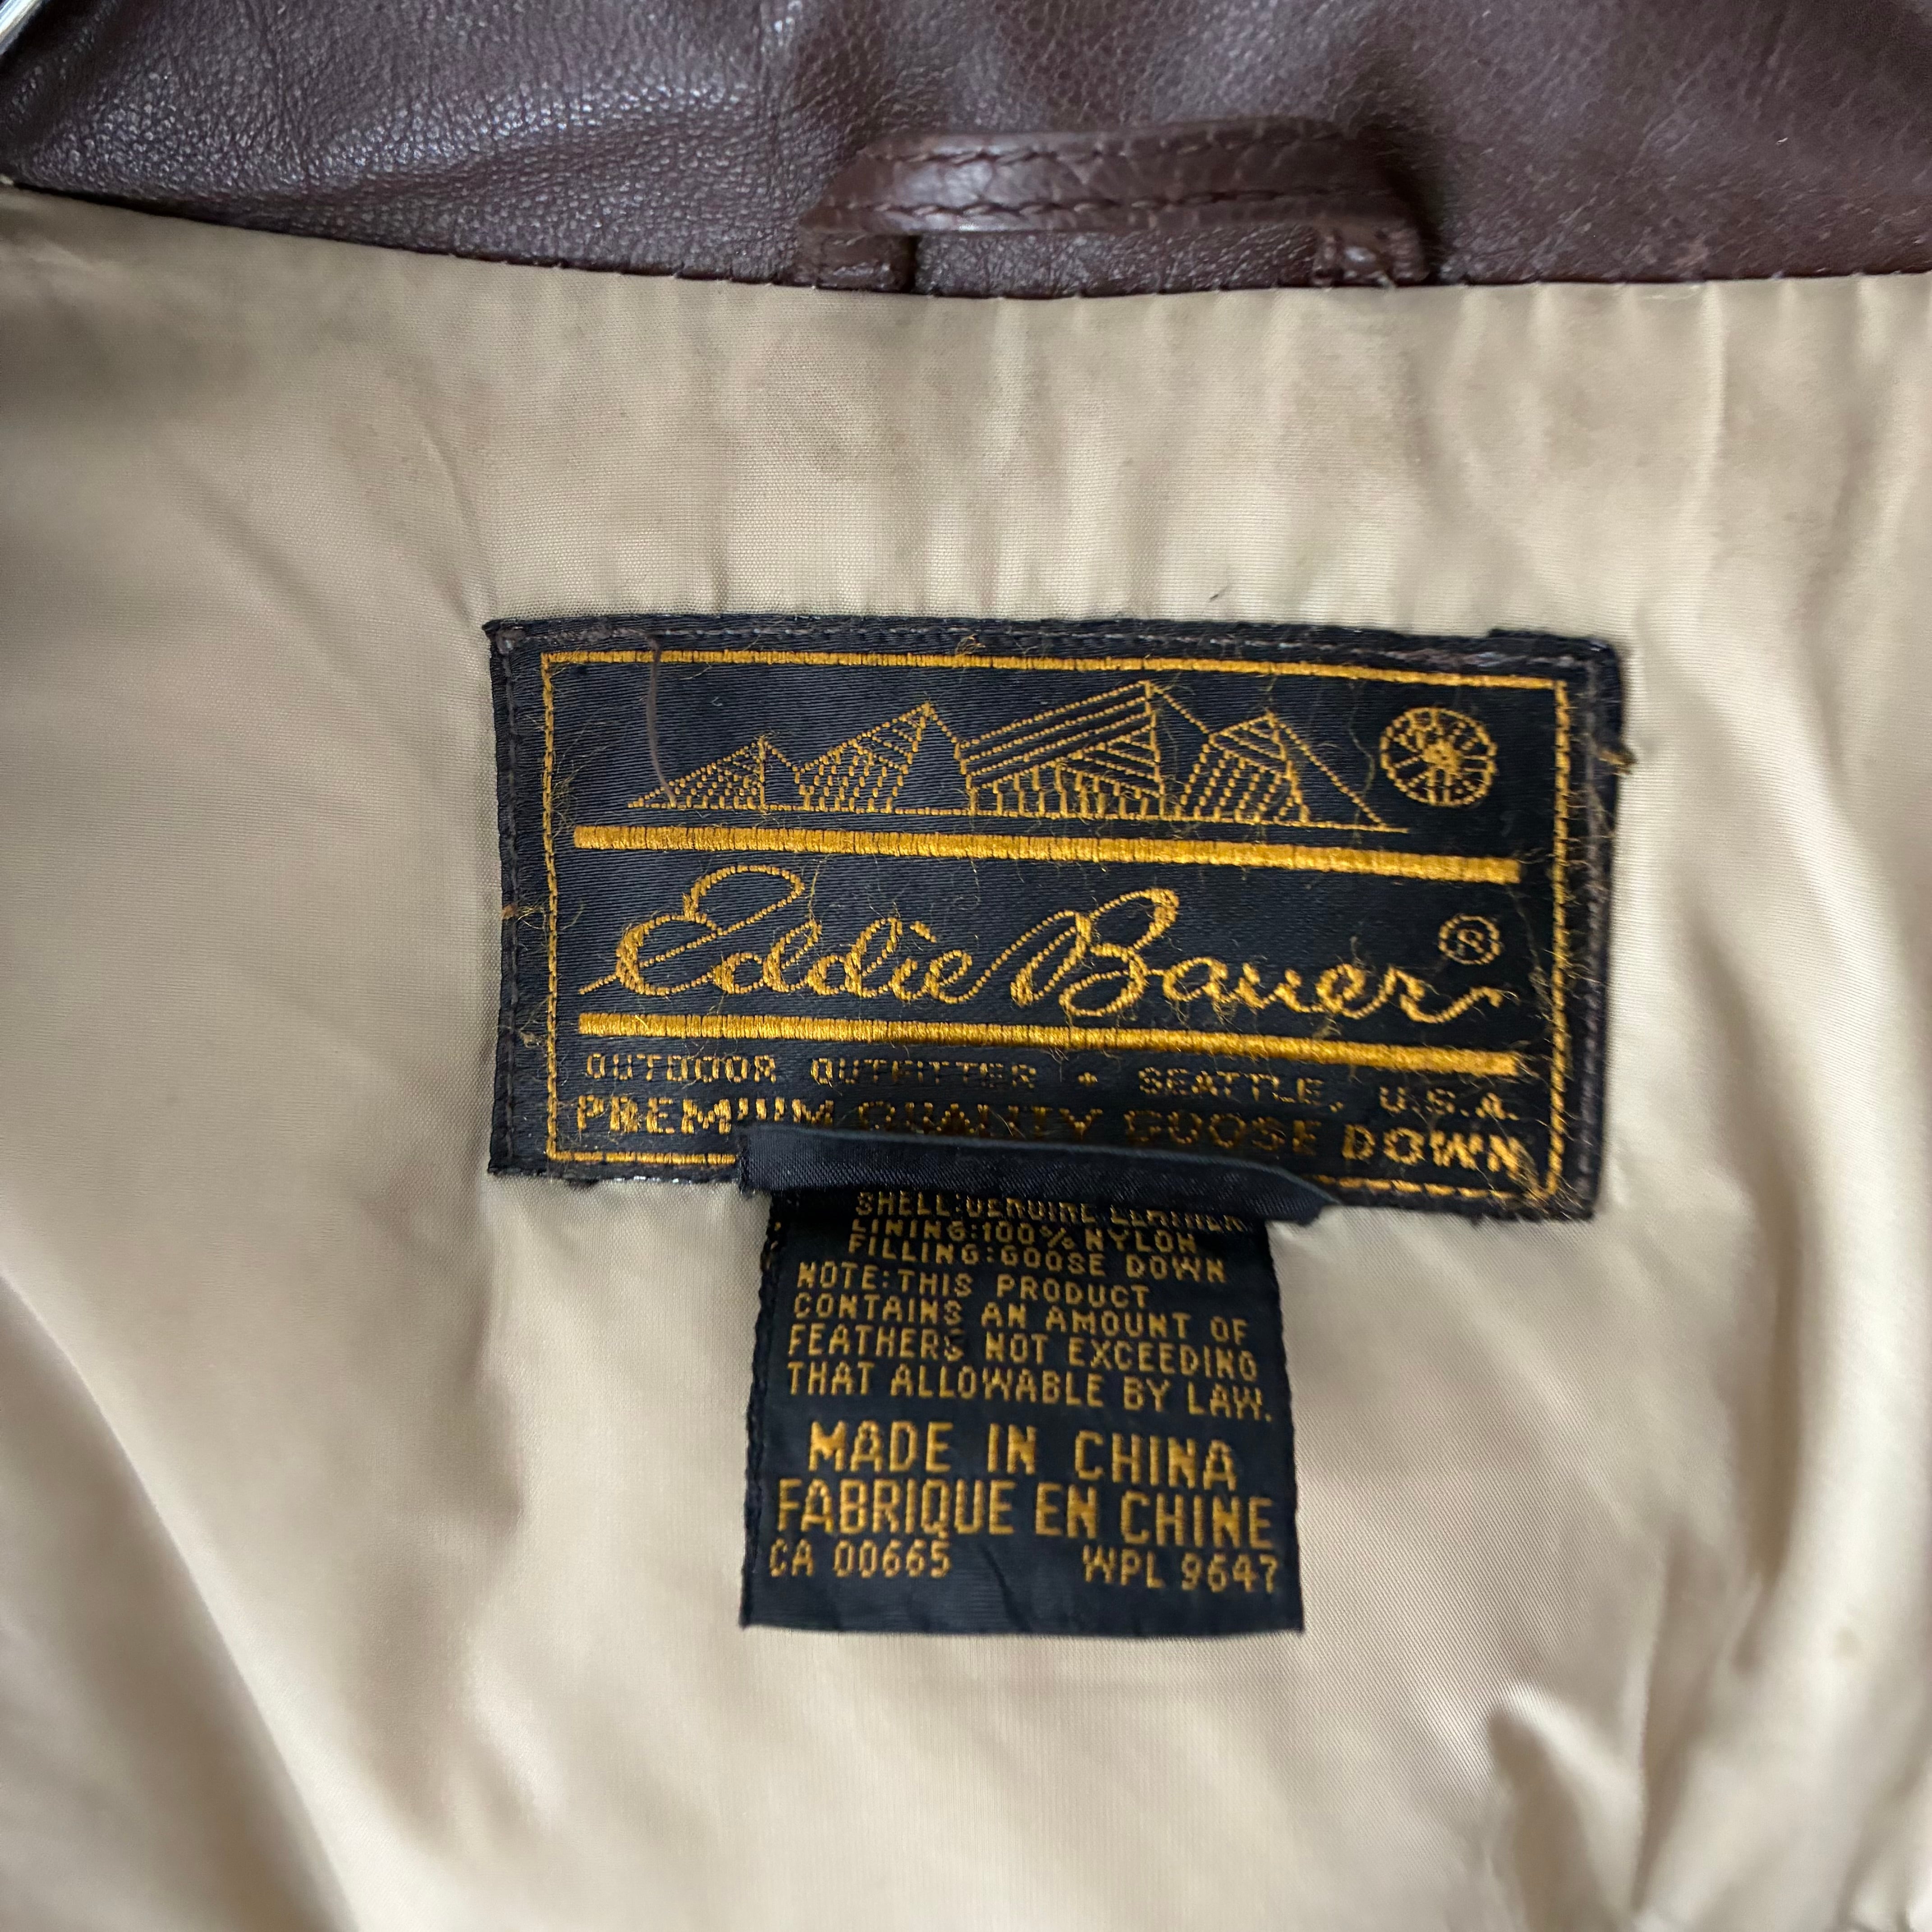 Eddie Bauer®
OUTDOOR OUTFITTER • SEATTLE, U.S.A.
PREMIUM QUALITY GOOSE DOWN
SHELL:GENUINE LEATHER
LINING:100% NYLON
FILLING:GOOSE DOWN
NOTE:THIS PRODUCT
CONTAINS AN AMOUNT OF
FEATHERS NOT EXCEEDING
THAT ALLOWABLE BY LAW.
MADE IN CHINA
FABRIQUE EN CHINE
CA 00665 WPL 9647